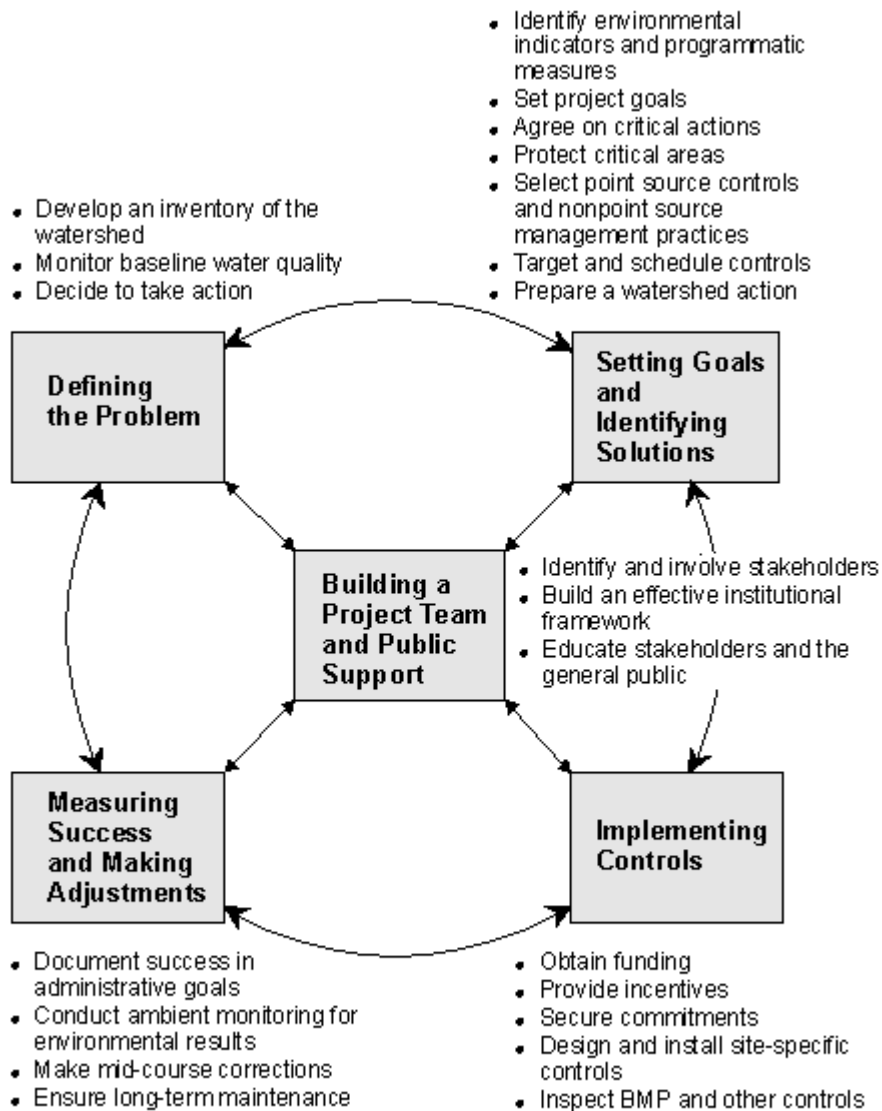 • Identify environmental
indicators and programmatic
measures
• Set project goals
• Agree on critical actions
• Protect critical areas
• Select point source controls
and nonpoint source
management practices
• Target and schedule controls
• Prepare a watershed action
• Develop an inventory of the
watershed
• Monitor baseline water quality
• Decide to take action
Defining
the Problem
Setting Goals
and
Identifying
Solutions
Building a
Project Team
and Public
Support
• Identify and involve stakeholders
• Build an effective institutional
framework
• Educate stakeholders and the
general public
Measuring
Success
and Making
Adjustments
Implementing
Controls
• Document success in
administrative goals
• Conduct ambient monitoring for
environmental results
• Make mid-course corrections
• Ensure long-term maintenance
• Obtain funding
• Provide incentives
• Secure commitments
• Design and install site-specific
controls
• Inspect BMP and other controls